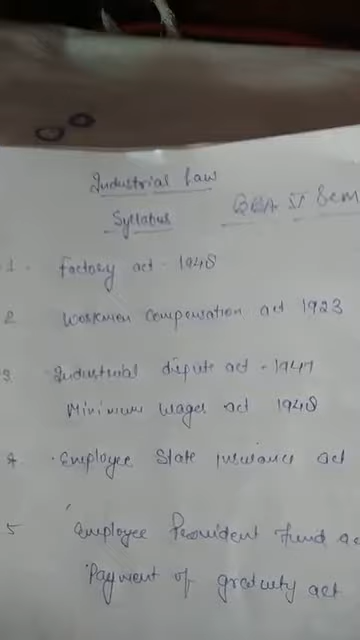 Industrial Law
Syllabus BBA VI Sem
1. Factory act - 1948
2 Workmen Compensation act 1923
3 Industrial dispute act - 1947
Minimum wages act 1948
4 Employee State insurance act
5 Employee Provident Fund ac
Payment of gratuity act